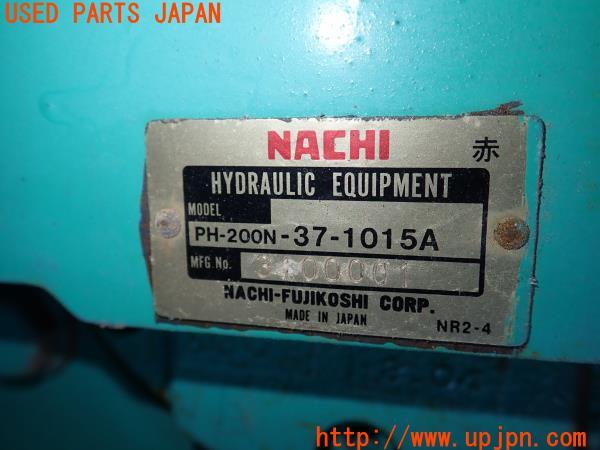 USED PARTS JAPAN
NACHI 赤
HYDRAULIC EQUIPMENT
MODEL
PH-200N-37-1015A
MFG.No.
NACHI-FUJIKOSHI CORP.
MADE IN JAPAN NR2-4
http://www.upjpn.com